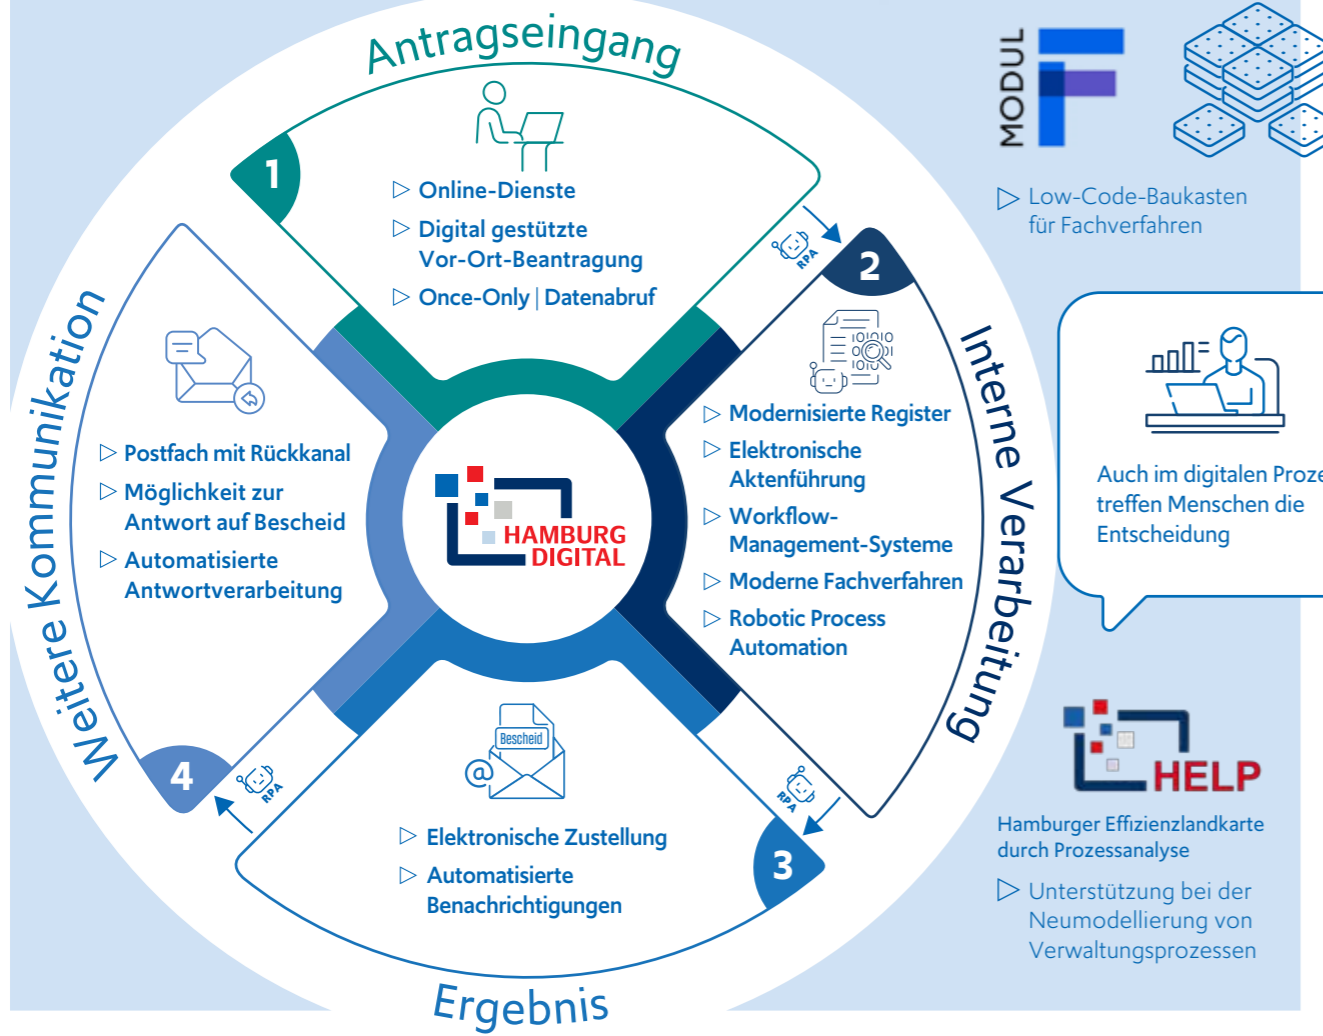 Antragseingang
1
Online-Dienste
Digital gestützte
Vor-Ort-Beantragung
Once-Only | Datenabruf
RPA
2
Interne Verarbeitung
Modernisierte Register
Elektronische
Aktenführung
Workflow-
Management-Systeme
Moderne Fachverfahren
Robotic Process
Automation
RPA
3
Ergebnis
Bescheid
@
Elektronische Zustellung
Automatisierte
Benachrichtigungen
RPA
4
Weitere Kommunikation
Postfach mit Rückkanal
Möglichkeit zur
Antwort auf Bescheid
Automatisierte
Antwortverarbeitung
HAMBURG
DIGITAL
MODUL
F
Low-Code-Baukasten
für Fachverfahren
Auch im digitalen Proze
treffen Menschen die
Entscheidung
HELP
Hamburger Effizienzlandkarte
durch Prozessanalyse
Unterstützung bei der
Neumodellierung von
Verwaltungsprozessen